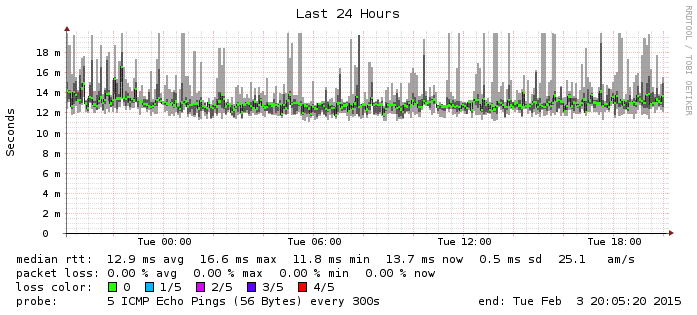 Last 24 Hours
RRDTOOL / TOBI OETIKER
Seconds
18 m
16 m
14 m
12 m
10 m
8 m
6 m
4 m
2 m
0
Tue 00:00 Tue 06:00 Tue 12:00 Tue 18:00
median rtt: 12.9 ms avg 16.6 ms max 11.8 ms min 13.7 ms now 0.5 ms sd 25.1 am/s
packet loss: 0.00 % avg 0.00 % max 0.00 % min 0.00 % now
loss color: 0 1/5 2/5 3/5 4/5
probe: 5 ICMP Echo Pings (56 Bytes) every 300s end: Tue Feb 3 20:05:20 2015